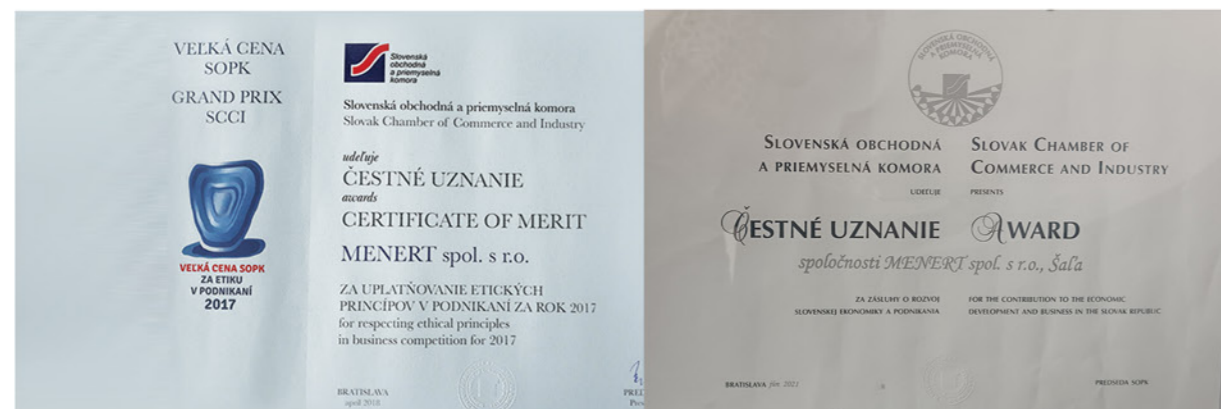 VEĽKÁ CENA
SOPK
GRAND PRIX
SCCI
VEĽKÁ CENA SOPK
ZA ETIKU
V PODNIKANÍ
2017
Slovenská
obchodná
a priemyselná
komora
Slovenská obchodná a priemyselná komora
Slovak Chamber of Commerce and Industry
udeľuje
ČESTNÉ UZNANIE
awards
CERTIFICATE OF MERIT
MENERT spol. s r.o.
ZA UPLATŇOVANIE ETICKÝCH
PRINCÍPOV V PODNIKANÍ ZA ROK 2017
for respecting ethical principles
in business competition for 2017
BRATISLAVA
april 2018
SLOVENSKÁ OBCHODNÁ
A PRIEMYSELNÁ
KOMORA
SLOVENSKÁ OBCHODNÁ
A PRIEMYSELNÁ KOMORA
UDEĽUJE
SLOVAK CHAMBER OF
COMMERCE AND INDUSTRY
PRESENTS
ČESTNÉ UZNANIE
AWARD
spoločnosti MENERT spol. s r.o., Šaľa
ZA ZÁSLUHY O ROZVOJ
SLOVENSKEJ EKONOMIKY A PODNIKANIA
FOR THE CONTRIBUTION TO THE ECONOMIC
DEVELOPMENT AND BUSINESS IN THE SLOVAK REPUBLIC
BRATISLAVA jún 2021
PREDSEDA SOPK